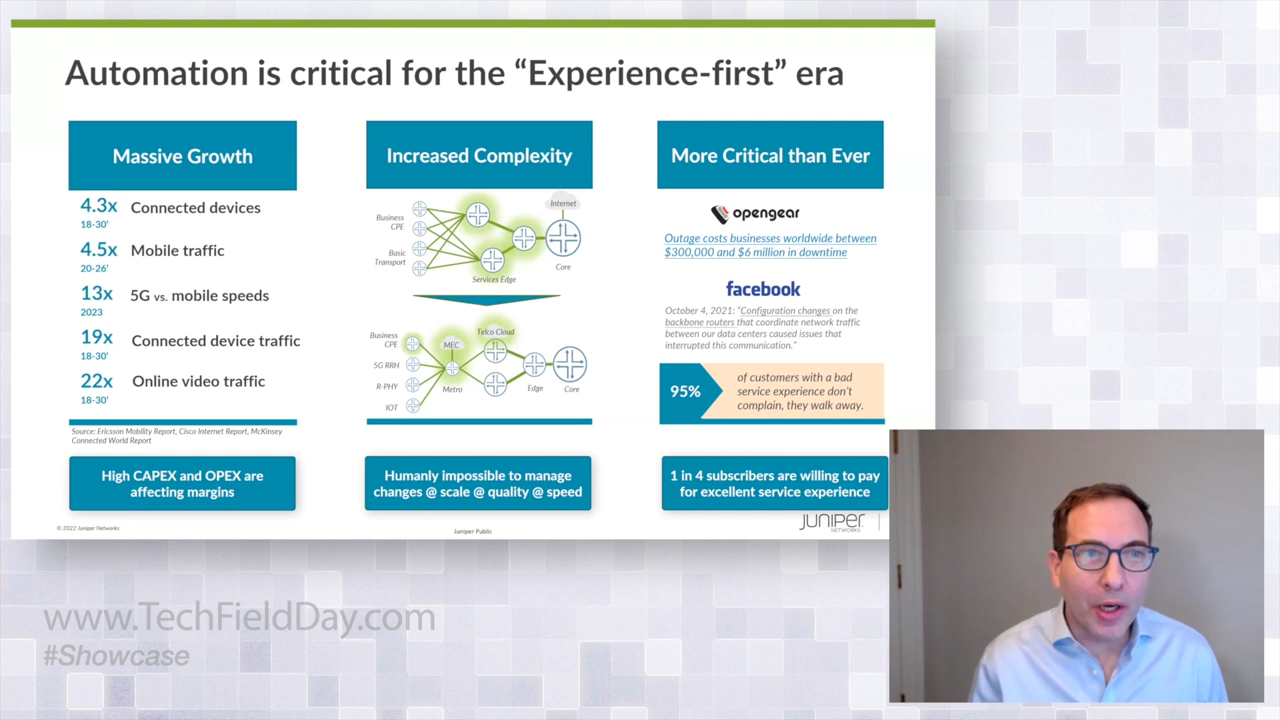 Automation is critical for the “Experience-first” era
Massive Growth
4.3x Connected devices
18-30’
4.5x Mobile traffic
20-26’
13x 5G vs. mobile speeds
2023
19x Connected device traffic
18-30’
22x Online video traffic
18-30’
Source: Ericsson Mobility Report, Cisco Internet Report, McKinsey
Connected World Report
High CAPEX and OPEX are
affecting margins
Increased Complexity
Business
CPE
Basic
Transport
Internet
Services Edge
Core
Business
CPE
5G RRH
R-PHY
IOT
MEC
Metro
Telco Cloud
Edge
Core
Humanly impossible to manage
changes @ scale @ quality @ speed
More Critical than Ever
opengear
Outage costs businesses worldwide between
$300,000 and $6 million in downtime
facebook
October 4, 2021: “Configuration changes on the
backbone routers that coordinate network traffic
between our data centers caused issues that
interrupted this communication.”
95%
of customers with a bad
service experience don’t
complain, they walk away.
1 in 4 subscribers are willing to pay
for excellent service experience
© 2022 Juniper Networks
Juniper Public
JUNIPER
NETWORKS
www.TechFieldDay.com
#Showcase